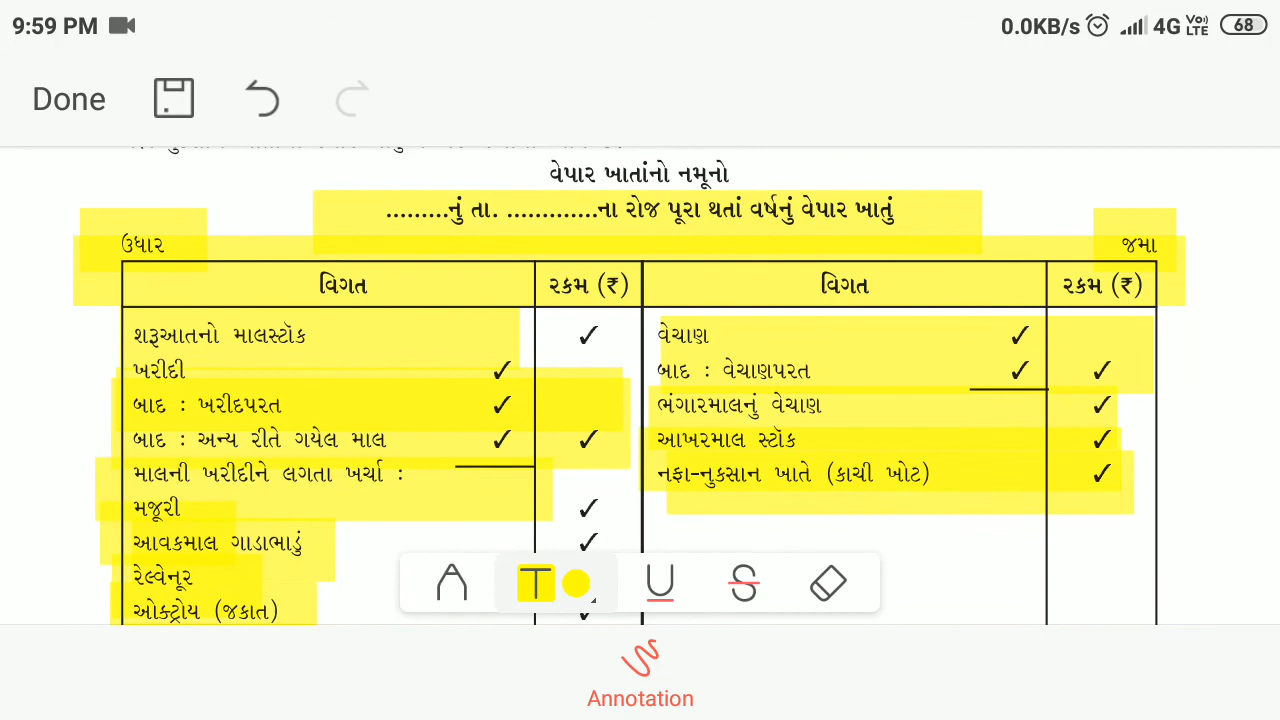 9:59 PM 0.0KB/s 4G Vo)) LTE 68
Done
વેપાર ખાતાંનો નમૂનો
.........નું તા. .............ના રોજ પૂરા થતાં વર્ષનું વેપાર ખાતું
ઉધાર જમા
વિગત રકમ (₹) વિગત રકમ (₹)
શરૂઆતનો માલસ્ટૉક ✓ વેચાણ ✓
ખરીદી ✓ બાદ : વેચાણપરત ✓ ✓
બાદ : ખરીદપરત ✓ ભંગારમાલનું વેચાણ ✓
બાદ : અન્ય રીતે ગયેલ માલ ✓ ✓ આખરમાલ સ્ટૉક ✓
માલની ખરીદીને લગતા ખર્ચા : નફા-નુકસાન ખાતે (કાચી ખોટ) ✓
મજૂરી ✓
આવકમાલ ગાડાભાડું ✓
રેલ્વેનૂર
ઓક્ટ્રોય (જકાત) ✓
A T U S
Annotation